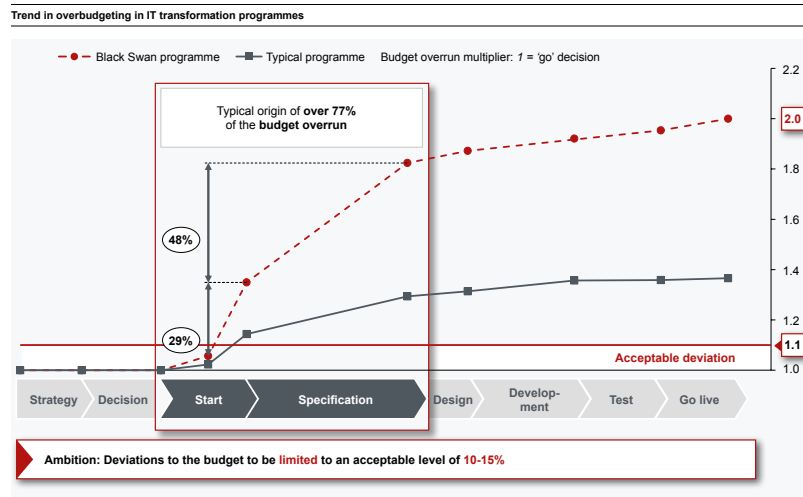 Trend in overbudgeting in IT transformation programmes
Black Swan programme
Typical programme
Budget overrun multiplier: 1 = ‘go’ decision
Typical origin of over 77%
of the budget overrun
2.2
2.0
1.8
1.6
1.4
1.2
1.1
1.0
48%
29%
Acceptable deviation
Strategy
Decision
Start
Specification
Design
Develop-
ment
Test
Go live
Ambition: Deviations to the budget to be limited to an acceptable level of 10-15%